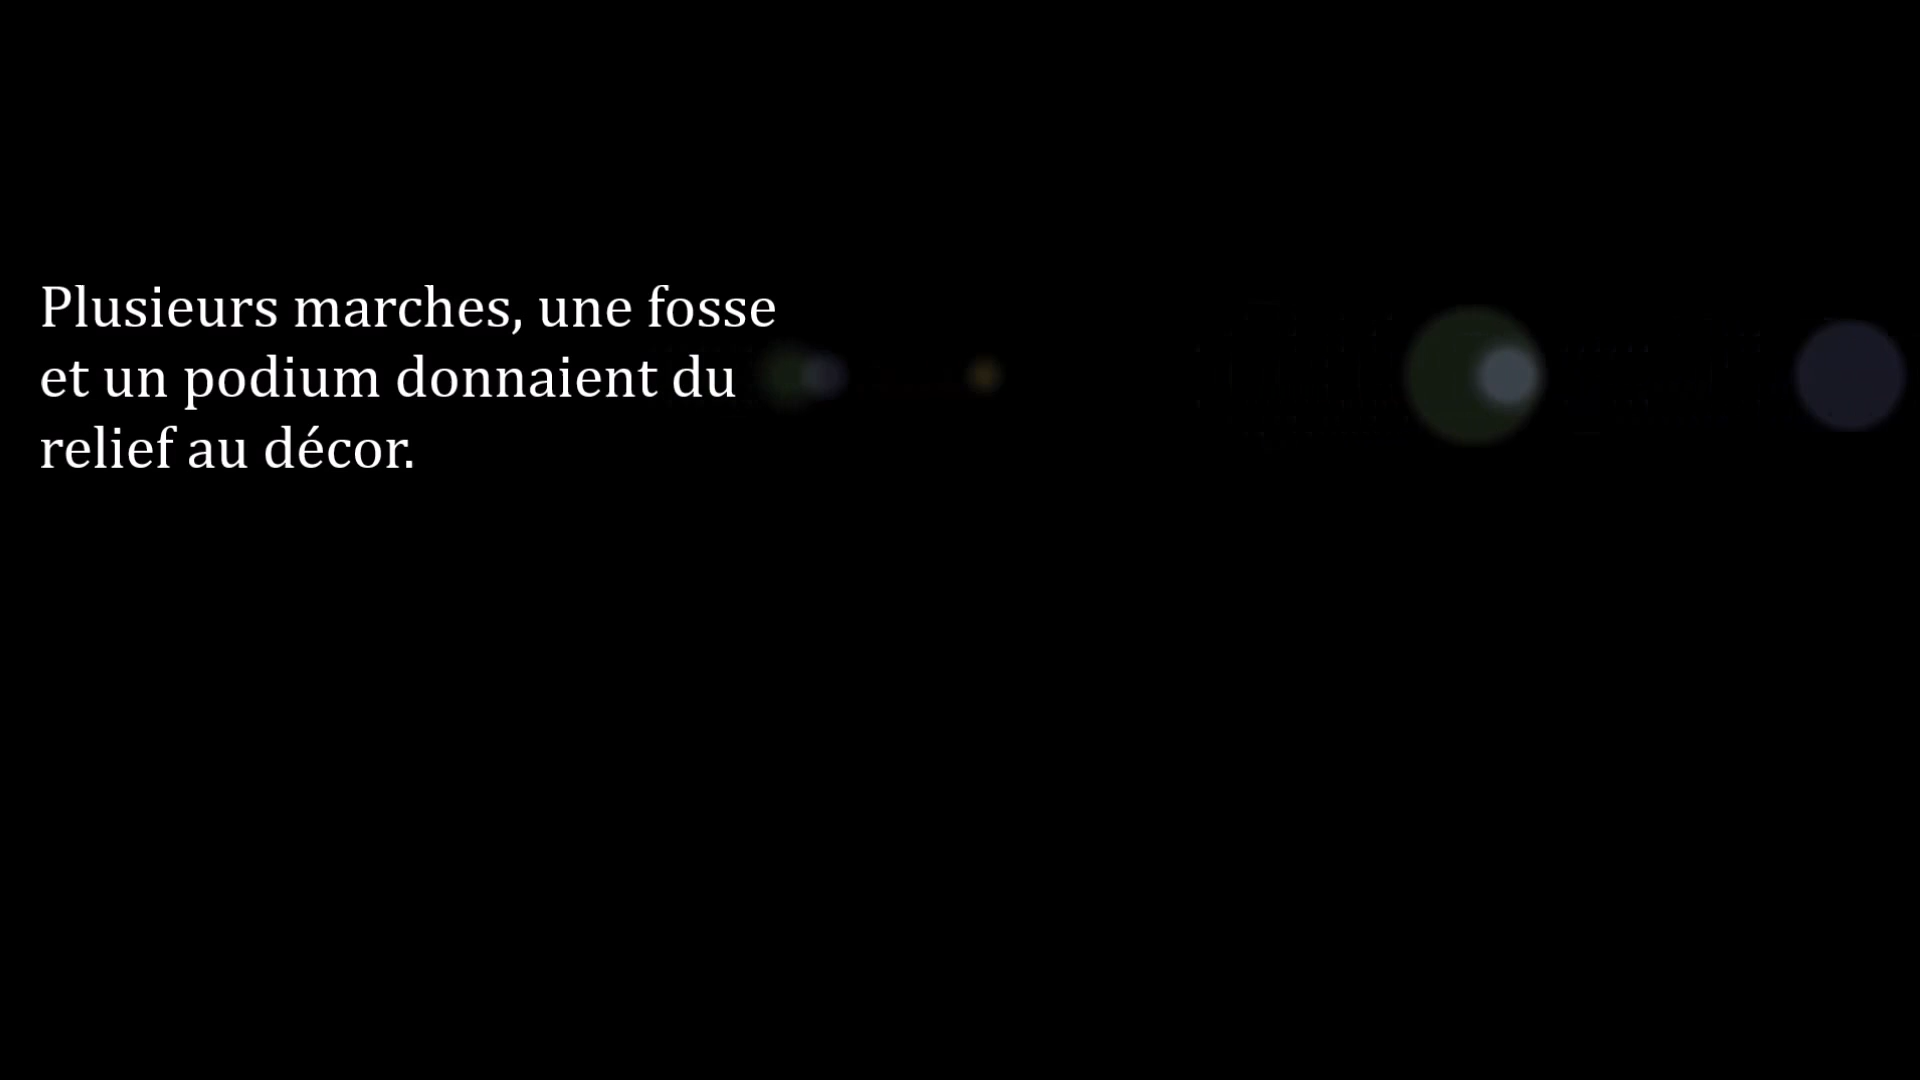 Plusieurs marches, une fosse
et un podium donnaient du
relief au décor.